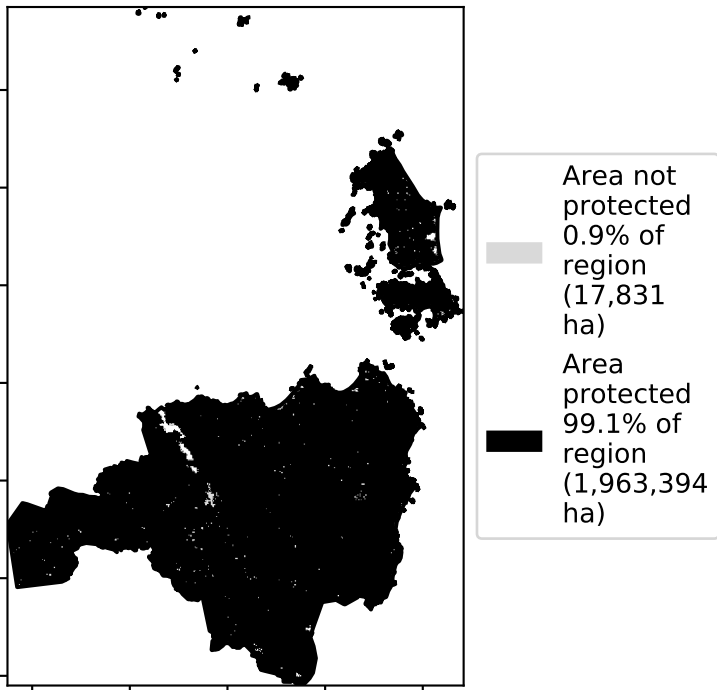 Area not
protected
0.9% of
region
(17,831
ha)
Area
protected
99.1% of
region
(1,963,394
ha)